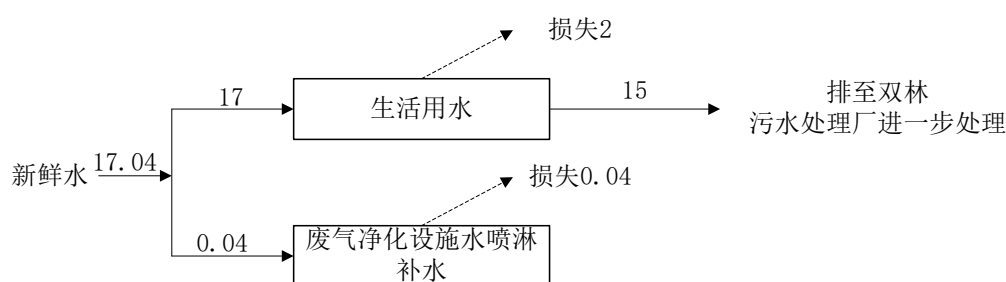 损失2
17
生活用水
15
排至双林
污水处理厂进一步处理
新鲜水
17.04
损失0.04
0.04
废气净化设施水喷淋
补水